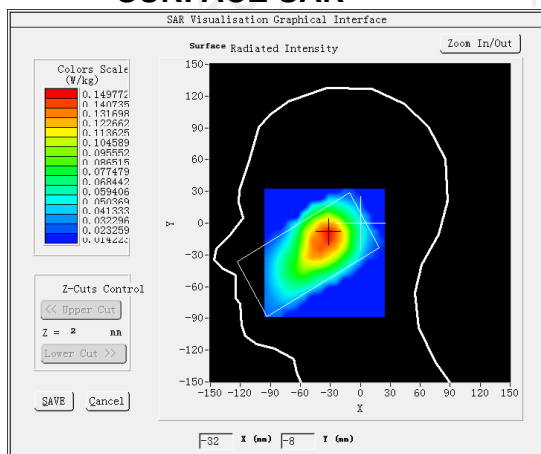 SURFACE SAR
SAR Visualisation Graphical Interface
Surface Radiated Intensity
Zoom In/Out
Colors Scale
(W/kg)
0.149772
0.140735
0.131698
0.122662
0.113625
0.104589
0.095552
0.086515
0.077479
0.068442
0.059406
0.050369
0.041333
0.032296
0.023259
0.014223
Z-Cuts Control
<< Upper Cut
Z = 2 mm
Lower Cut >>
SAVE
Cancel
150
120
90
60
30
0
-30
-60
-90
-120
-150
Y
-150 -120 -90 -60 -30 0 30 60 90 120 150
X
-32 X (mm) -8 Y (mm)